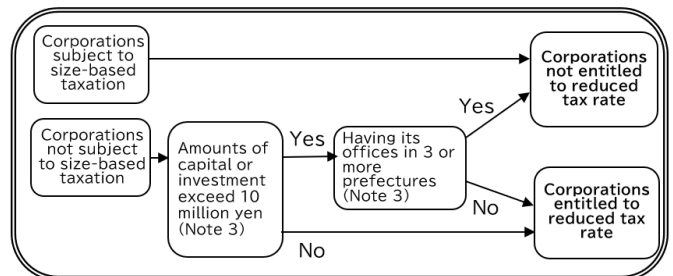 Corporations
subject to
size-based
taxation
Corporations
not entitled
to reduced
tax rate
Corporations
not subject
to size-based
taxation
Amounts of
capital or
investment
exceed 10
million yen
(Note 3)
Yes
Having its
offices in 3 or
more
prefectures
(Note 3)
Yes
No
No
Corporations
entitled to
reduced tax
rate